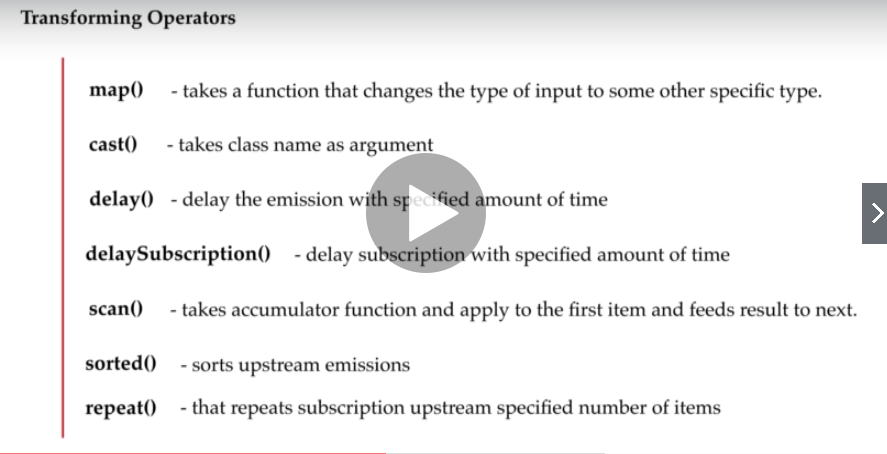 Transforming Operators
map() - takes a function that changes the type of input to some other specific type.
cast() - takes class name as argument
delay() - delay the emission with specified amount of time
delaySubscription() - delay subscription with specified amount of time
scan() - takes accumulator function and apply to the first item and feeds result to next.
sorted() - sorts upstream emissions
repeat() - that repeats subscription upstream specified number of items